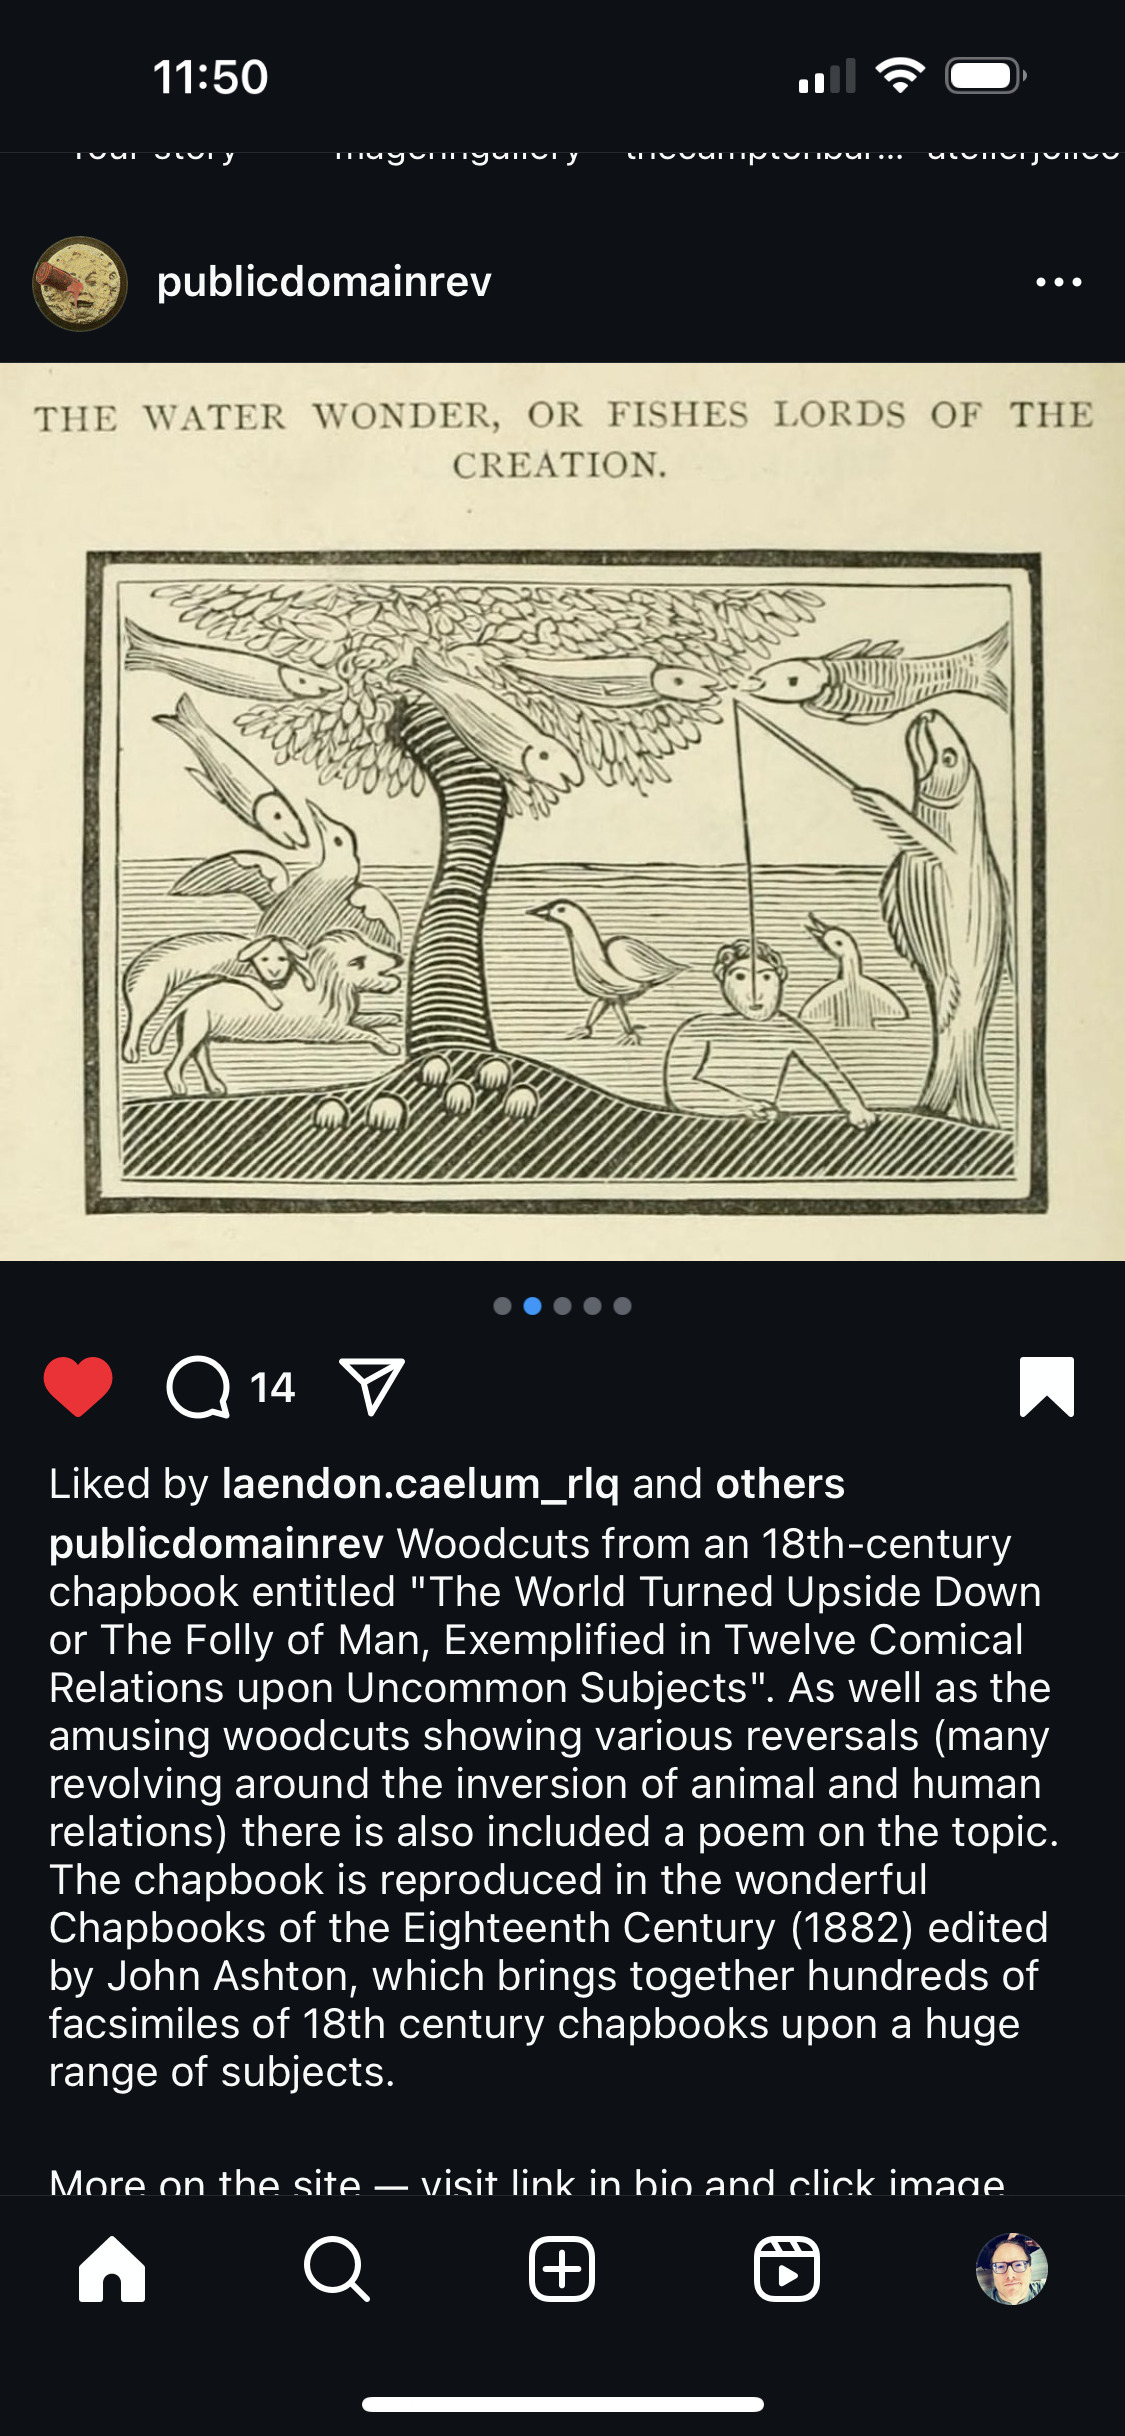 11:50
Your story mageringallery thecamptonbar... atelierjolieo
publicdomainrev
THE WATER WONDER, OR FISHES LORDS OF THE
CREATION.
14
Liked by laendon.caelum_rlq and others
publicdomainrev Woodcuts from an 18th-century
chapbook entitled "The World Turned Upside Down
or The Folly of Man, Exemplified in Twelve Comical
Relations upon Uncommon Subjects". As well as the
amusing woodcuts showing various reversals (many
revolving around the inversion of animal and human
relations) there is also included a poem on the topic.
The chapbook is reproduced in the wonderful
Chapbooks of the Eighteenth Century (1882) edited
by John Ashton, which brings together hundreds of
facsimiles of 18th century chapbooks upon a huge
range of subjects.
More on the site — visit link in bio and click image